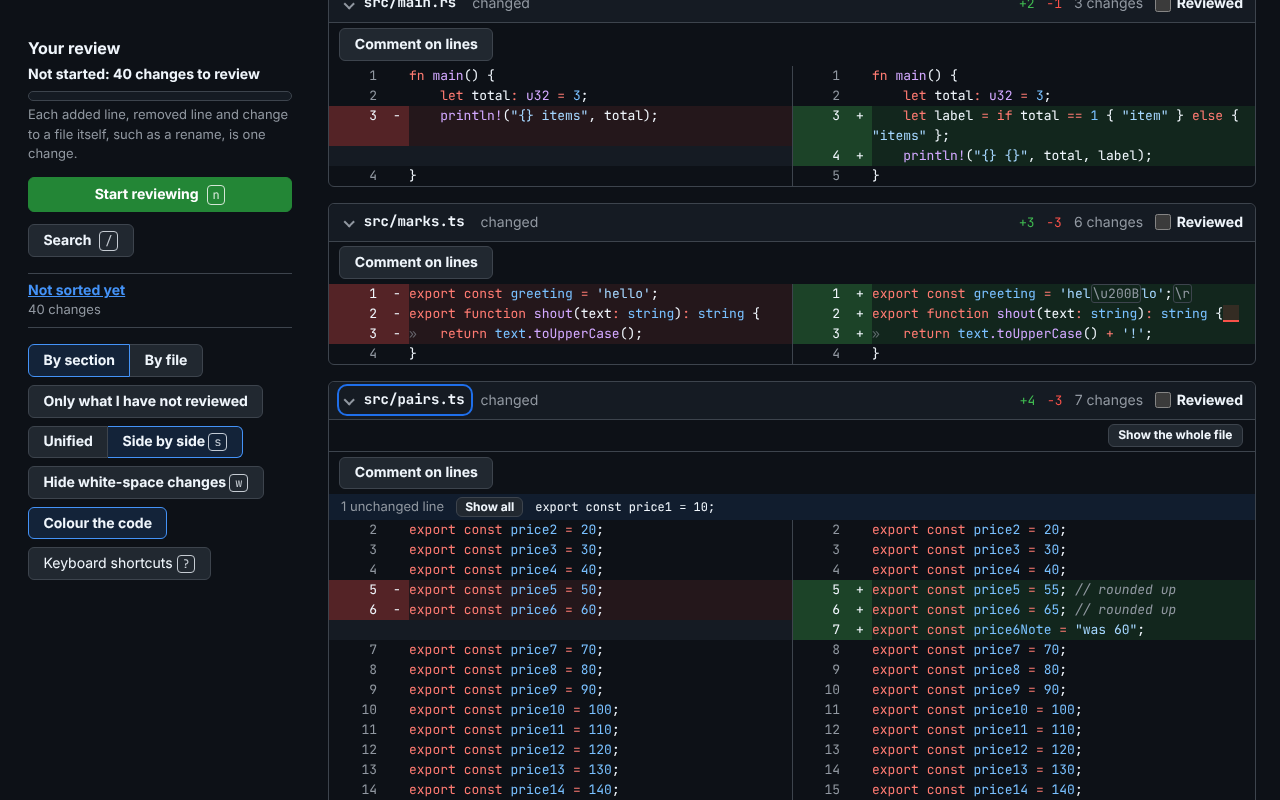 Your review
Not started: 40 changes to review
Each added line, removed line and change
to a file itself, such as a rename, is one
change.
Start reviewing n
Search /
Not sorted yet
40 changes
By section By file
Only what I have not reviewed
Unified Side by side s
Hide white-space changes w
Colour the code
Keyboard shortcuts ?
src/main.rs changed +2 -1 3 changes Reviewed
Comment on lines
1 fn main() { 1 fn main() {
2 let total: u32 = 3; 2 let total: u32 = 3;
3 - println!("{} items", total); 3 + let label = if total == 1 { "item" } else {
"items" };
4 + println!("{} {}", total, label);
4 } 5 }
src/marks.ts changed +3 -3 6 changes Reviewed
Comment on lines
1 - export const greeting = 'hello'; 1 + export const greeting = 'hel\u200Blo';\r
2 - export function shout(text: string): string { 2 + export function shout(text: string): string {
3 - » return text.toUpperCase(); 3 + » return text.toUpperCase() + '!';
4 } 4 }
src/pairs.ts changed +4 -3 7 changes Reviewed
Show the whole file
Comment on lines
1 unchanged line Show all export const price1 = 10;
2 export const price2 = 20; 2 export const price2 = 20;
3 export const price3 = 30; 3 export const price3 = 30;
4 export const price4 = 40; 4 export const price4 = 40;
5 - export const price5 = 50; 5 + export const price5 = 55; // rounded up
6 - export const price6 = 60; 6 + export const price6 = 65; // rounded up
7 + export const price6Note = "was 60";
7 export const price7 = 70; 8 export const price7 = 70;
8 export const price8 = 80; 9 export const price8 = 80;
9 export const price9 = 90; 10 export const price9 = 90;
10 export const price10 = 100; 11 export const price10 = 100;
11 export const price11 = 110; 12 export const price11 = 110;
12 export const price12 = 120; 13 export const price12 = 120;
13 export const price13 = 130; 14 export const price13 = 130;
14 export const price14 = 140; 15 export const price14 = 140;